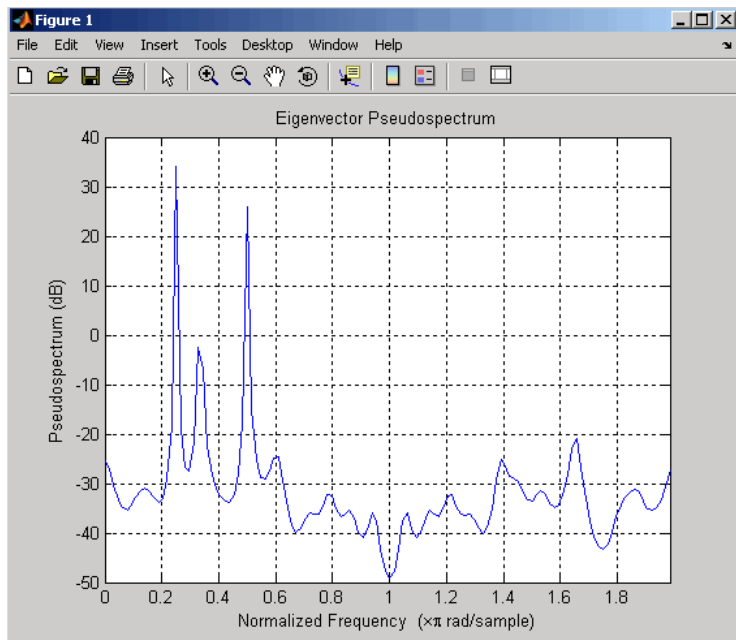 Figure 1
File Edit View Insert Tools Desktop Window Help
Eigenvector Pseudospectrum
40
30
20
10
0
-10
-20
-30
-40
-50
Pseudospectrum (dB)
0 0.2 0.4 0.6 0.8 1 1.2 1.4 1.6 1.8
Normalized Frequency (×π rad/sample)